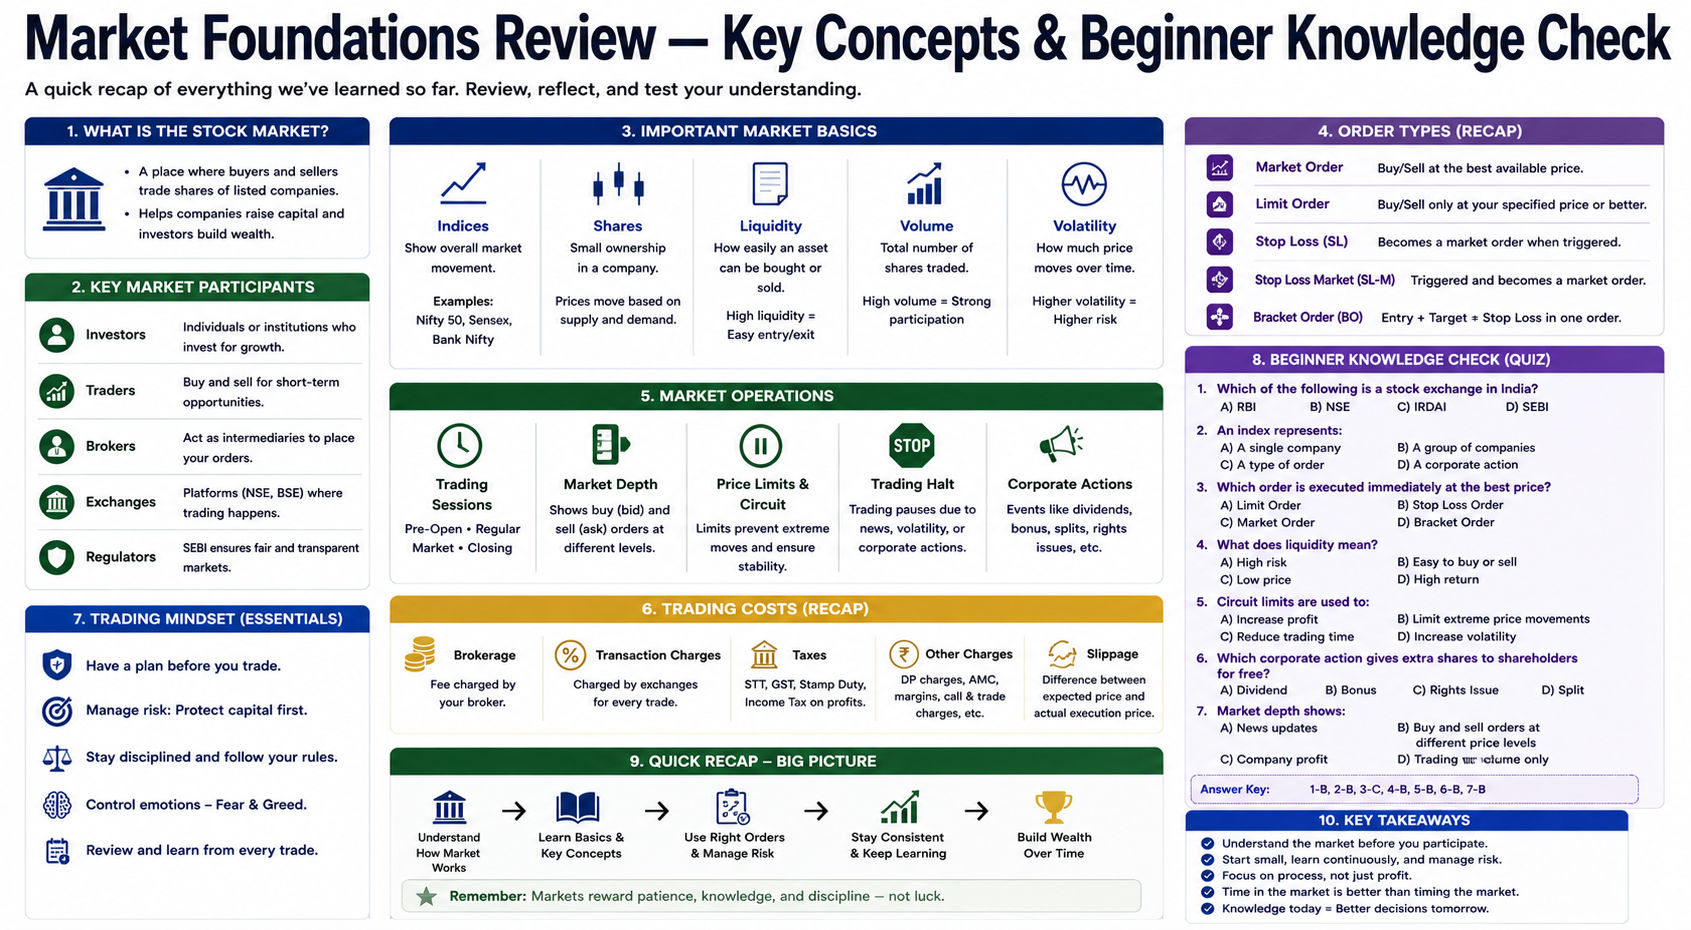 Market Foundations Review — Key Concepts & Beginner Knowledge Check
A quick recap of everything we've learned so far. Review, reflect, and test your understanding.
1. WHAT IS THE STOCK MARKET?
• A place where buyers and sellers
trade shares of listed companies.
• Helps companies raise capital and
investors build wealth.
2. KEY MARKET PARTICIPANTS
Investors
Individuals or institutions who
invest for growth.
Traders
Buy and sell for short-term
opportunities.
Brokers
Act as intermediaries to place
your orders.
Exchanges
Platforms (NSE, BSE) where
trading happens.
Regulators
SEBI ensures fair and transparent
markets.
3. IMPORTANT MARKET BASICS
Indices
Show overall market
movement.
Examples:
Nifty 50, Sensex,
Bank Nifty
Shares
Small ownership
in a company.
Prices move based on
supply and demand.
Liquidity
How easily an asset
can be bought or
sold.
High liquidity =
Easy entry/exit
Volume
Total number of
shares traded.
High volume = Strong
participation
Volatility
How much price
moves over time.
Higher volatility =
Higher risk
4. ORDER TYPES (RECAP)
Market Order Buy/Sell at the best available price.
Limit Order Buy/Sell only at your specified price or better.
Stop Loss (SL) Becomes a market order when triggered.
Stop Loss Market (SL-M) Triggered and becomes a market order.
Bracket Order (BO) Entry + Target + Stop Loss in one order.
5. MARKET OPERATIONS
Trading
Sessions
Pre-Open • Regular
Market • Closing
Market Depth
Shows buy (bid) and
sell (ask) orders at
different levels.
Price Limits &
Circuit
Limits prevent extreme
moves and ensure
stability.
STOP
Trading Halt
Trading pauses due to
news, volatility, or
corporate actions.
Corporate Actions
Events like dividends,
bonus, splits, rights
issues, etc.
6. TRADING COSTS (RECAP)
Brokerage
Fee charged by
your broker.
%
Transaction Charges
Charged by exchanges
for every trade.
Taxes
STT, GST, Stamp Duty,
Income Tax on profits.
₹
Other Charges
DP charges, AMC,
margins, call & trade
charges, etc.
Slippage
Difference between
expected price and
actual execution price.
7. TRADING MINDSET (ESSENTIALS)
Have a plan before you trade.
Manage risk: Protect capital first.
Stay disciplined and follow your rules.
Control emotions – Fear & Greed.
Review and learn from every trade.
8. BEGINNER KNOWLEDGE CHECK (QUIZ)
1. Which of the following is a stock exchange in India?
A) RBI B) NSE C) IRDAI D) SEBI
2. An index represents:
A) A single company B) A group of companies
C) A type of order D) A corporate action
3. Which order is executed immediately at the best price?
A) Limit Order B) Stop Loss Order
C) Market Order D) Bracket Order
4. What does liquidity mean?
A) High risk B) Easy to buy or sell
C) Low price D) High return
5. Circuit limits are used to:
A) Increase profit B) Limit extreme price movements
C) Reduce trading time D) Increase volatility
6. Which corporate action gives extra shares to shareholders
for free?
A) Dividend B) Bonus C) Rights Issue D) Split
7. Market depth shows:
A) News updates B) Buy and sell orders at
different price levels
C) Company profit D) Trading only
Answer Key: 1-B, 2-B, 3-C, 4-B, 5-B, 6-B, 7-B
9. QUICK RECAP – BIG PICTURE
Understand
How Market
Works
Learn Basics &
Key Concepts
Use Right Orders
& Manage Risk
Stay Consistent
& Keep Learning
Build Wealth
Over Time
Remember: Markets reward patience, knowledge, and discipline — not luck.
10. KEY TAKEAWAYS
Understand the market before you participate.
Start small, learn continuously, and manage risk.
Focus on process, not just profit.
Time in the market is better than timing the market.
Knowledge today = Better decisions tomorrow.